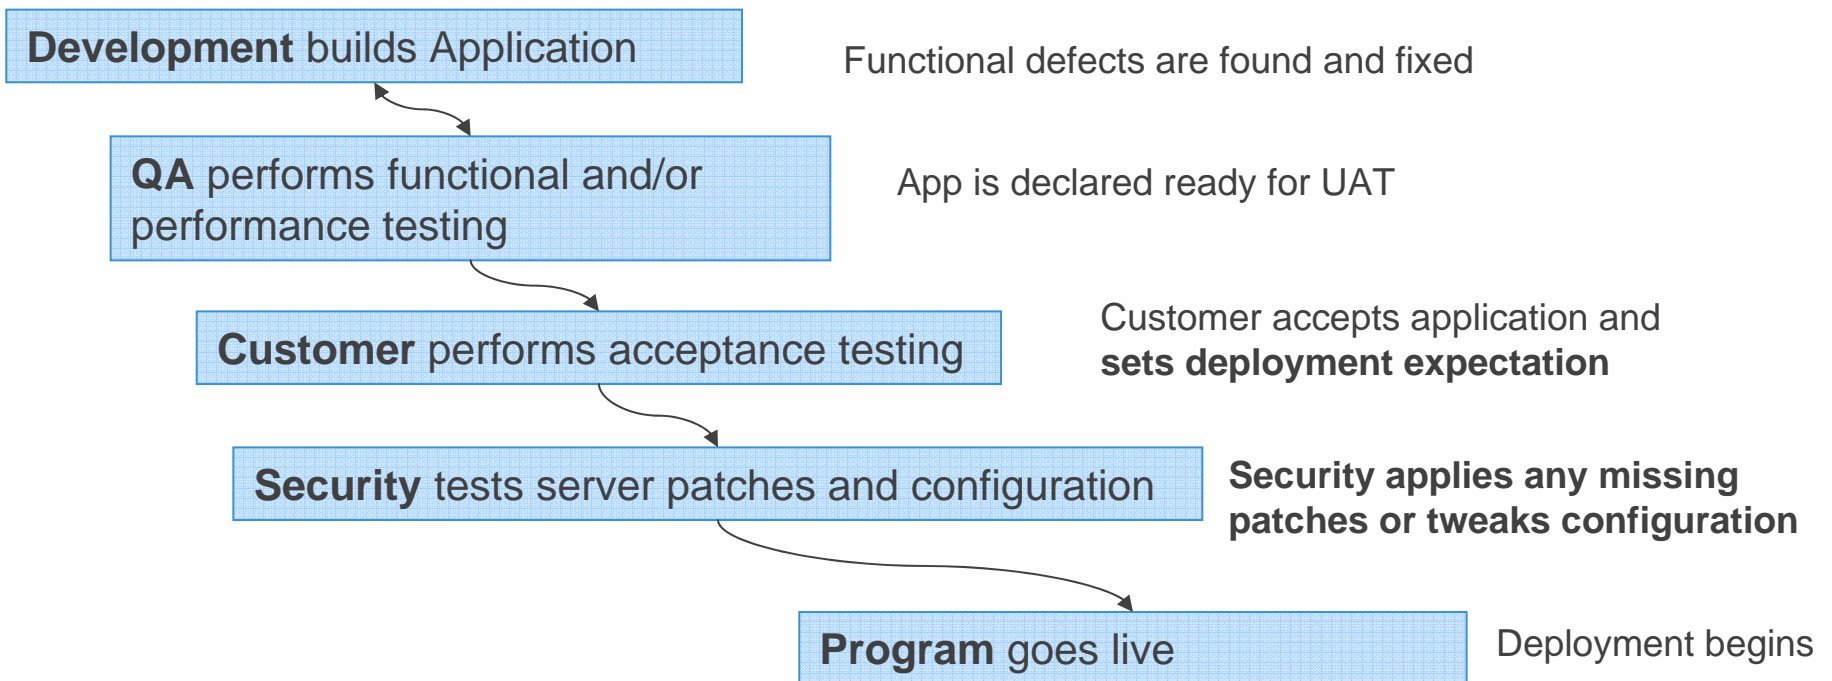 Development builds Application
Functional defects are found and fixed
QA performs functional and/or
performance testing
App is declared ready for UAT
Customer performs acceptance testing
Customer accepts application and
sets deployment expectation
Security tests server patches and configuration
Security applies any missing
patches or tweaks configuration
Program goes live
Deployment begins